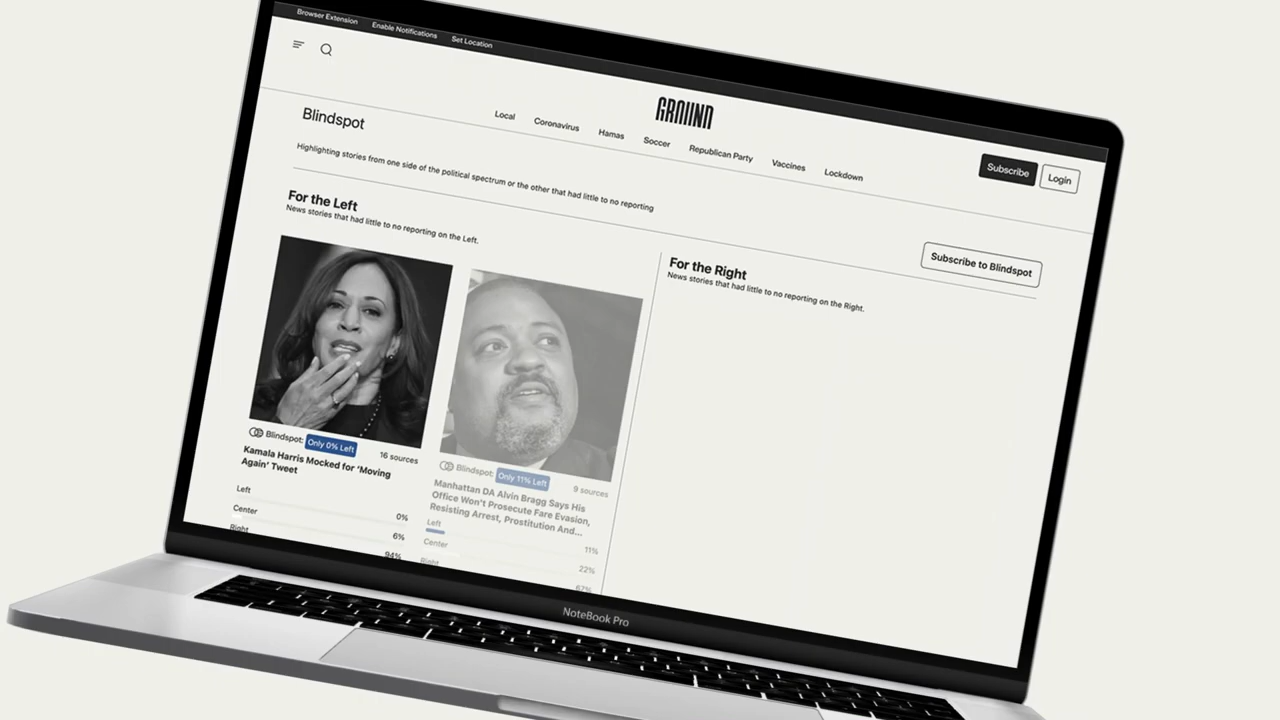 Browser Extension
Enable Notifications
Set Location
GROUND
Local
Coronavirus
Hamas
Soccer
Republican Party
Vaccines
Lockdown
Subscribe
Login
Blindspot
Highlighting stories from one side of the political spectrum or the other that had little to no reporting
Subscribe to Blindspot
For the Left
News stories that had little to no reporting on the Left.
Blindspot: Only 0% Left
16 sources
Kamala Harris Mocked for ‘Moving
Again’ Tweet
Left
0%
Center
6%
Right
94%
Blindspot: Only 11% Left
9 sources
Manhattan DA Alvin Bragg Says His
Office Won’t Prosecute Fare Evasion,
Resisting Arrest, Prostitution And...
Left
11%
Center
22%
Right
67%
For the Right
News stories that had little to no reporting on the Right.
NoteBook Pro